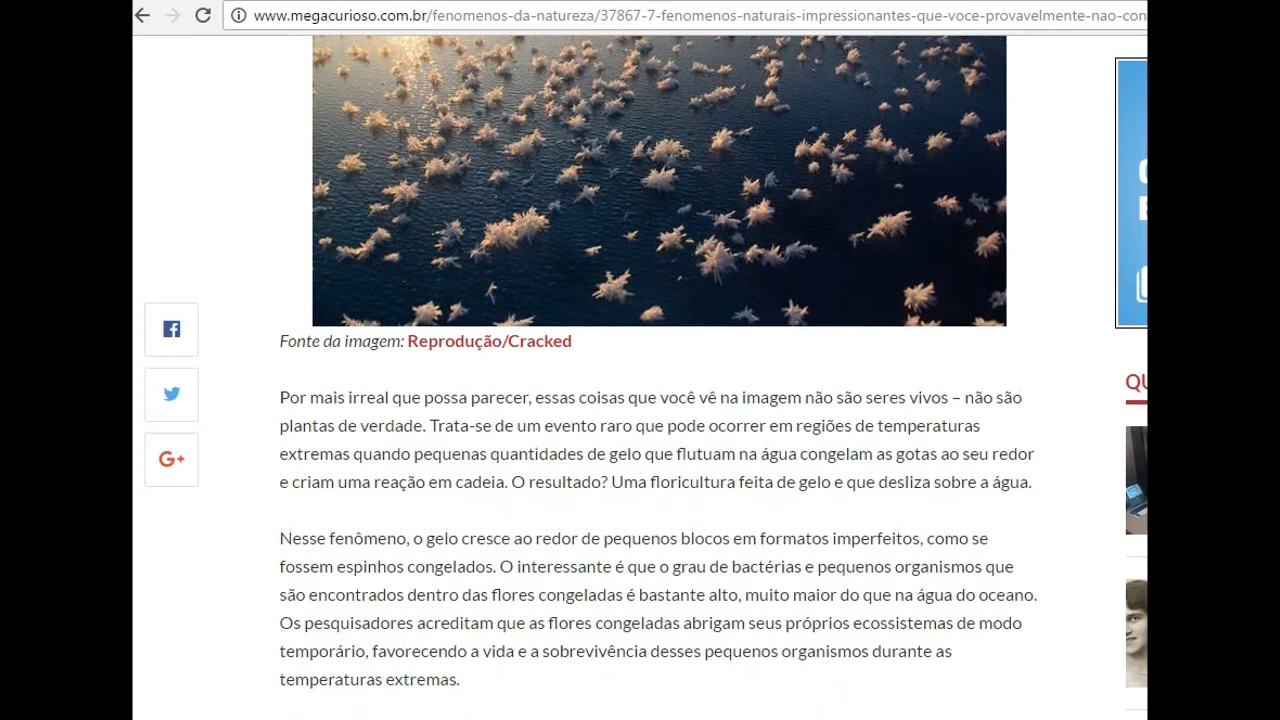 www.megacurioso.com.br/fenomenos-da-natureza/37867-7-fenomenos-naturais-impressionantes-que-voce-provavelmente-nao-con
Fonte da imagem: Reprodução/Cracked
Por mais irreal que possa parecer, essas coisas que você vê na imagem não são seres vivos – não são
plantas de verdade. Trata-se de um evento raro que pode ocorrer em regiões de temperaturas
extremas quando pequenas quantidades de gelo que flutuam na água congelam as gotas ao seu redor
e criam uma reação em cadeia. O resultado? Uma floricultura feita de gelo e que desliza sobre a água.
Nesse fenômeno, o gelo cresce ao redor de pequenos blocos em formatos imperfeitos, como se
fossem espinhos congelados. O interessante é que o grau de bactérias e pequenos organismos que
são encontrados dentro das flores congeladas é bastante alto, muito maior do que na água do oceano.
Os pesquisadores acreditam que as flores congeladas abrigam seus próprios ecossistemas de modo
temporário, favorecendo a vida e a sobrevivência desses pequenos organismos durante as
temperaturas extremas.
G+
QU